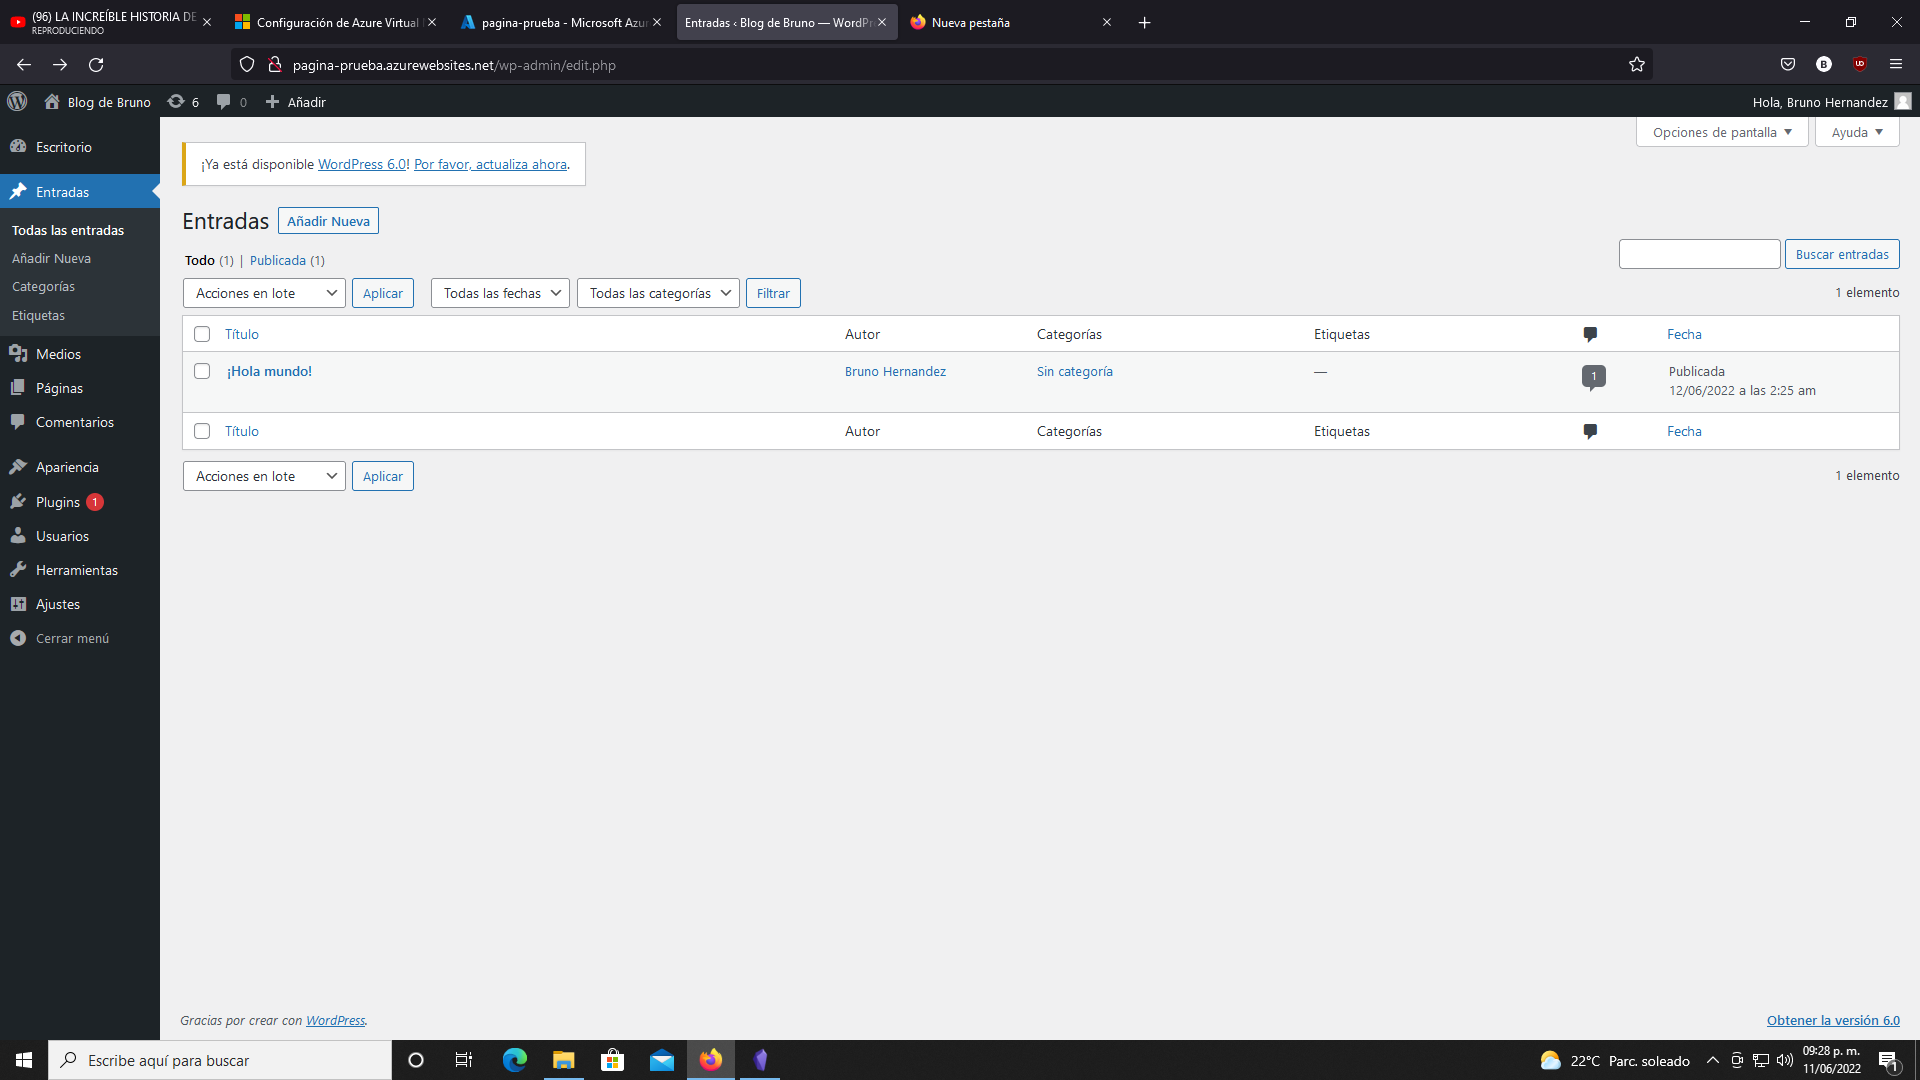 (96) LA INCREÍBLE HISTORIA DE
REPRODUCIENDO
Configuración de Azure Virtual
pagina-prueba - Microsoft Azur
Entradas ‹ Blog de Bruno — WordPr
Nueva pestaña
pagina-prueba.azurewebsites.net/wp-admin/edit.php
B
Blog de Bruno
6
0
Añadir
Hola, Bruno Hernandez
Escritorio
Entradas
Todas las entradas
Añadir Nueva
Categorías
Etiquetas
Medios
Páginas
Comentarios
Apariencia
Plugins 1
Usuarios
Herramientas
Ajustes
Cerrar menú
Opciones de pantalla
Ayuda
¡Ya está disponible WordPress 6.0! Por favor, actualiza ahora.
Entradas
Añadir Nueva
Todo (1) | Publicada (1)
Buscar entradas
Acciones en lote
Aplicar
Todas las fechas
Todas las categorías
Filtrar
1 elemento
Título Autor Categorías Etiquetas Fecha
¡Hola mundo! Bruno Hernandez Sin categoría — 1 Publicada
12/06/2022 a las 2:25 am
Título Autor Categorías Etiquetas Fecha
Acciones en lote
Aplicar
1 elemento
Gracias por crear con WordPress.
Obtener la versión 6.0
Escribe aquí para buscar
22°C Parc. soleado
09:28 p. m.
11/06/2022
1